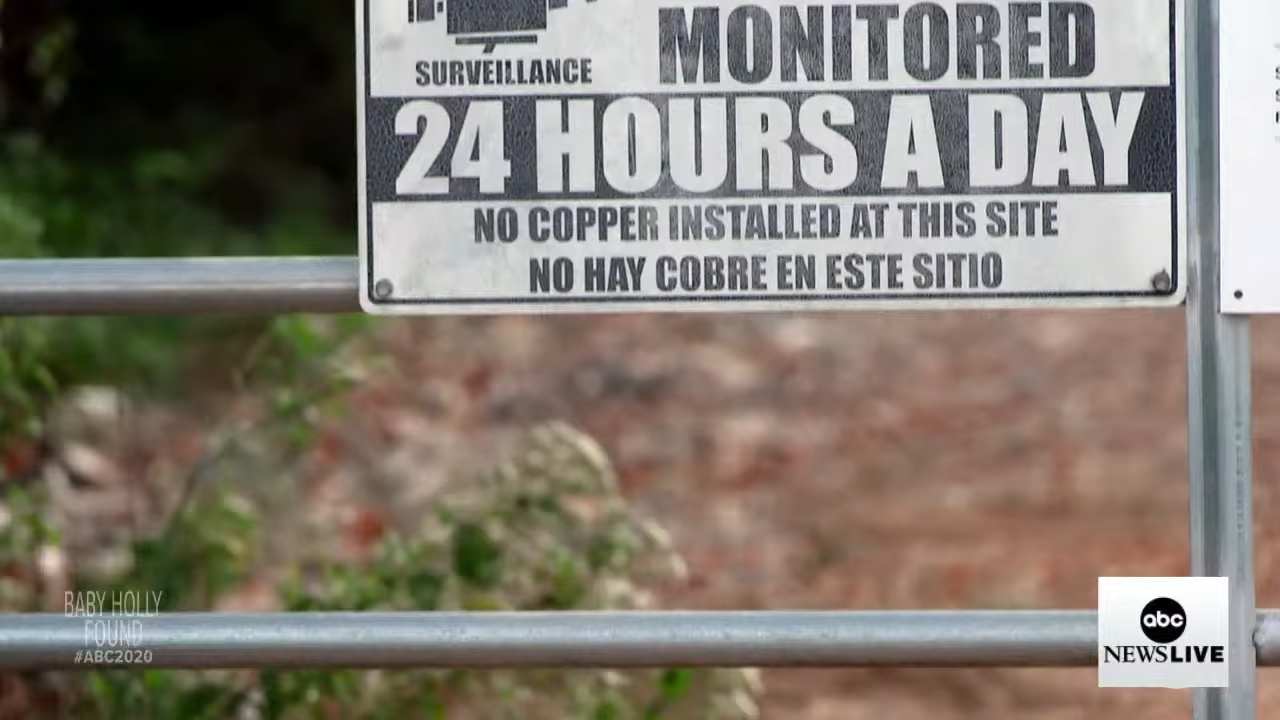 SURVEILLANCE
MONITORED
24 HOURS A DAY
NO COPPER INSTALLED AT THIS SITE
NO HAY COBRE EN ESTE SITIO
BABY HOLLY
FOUND
#ABC2020
abc
NEWSLIVE